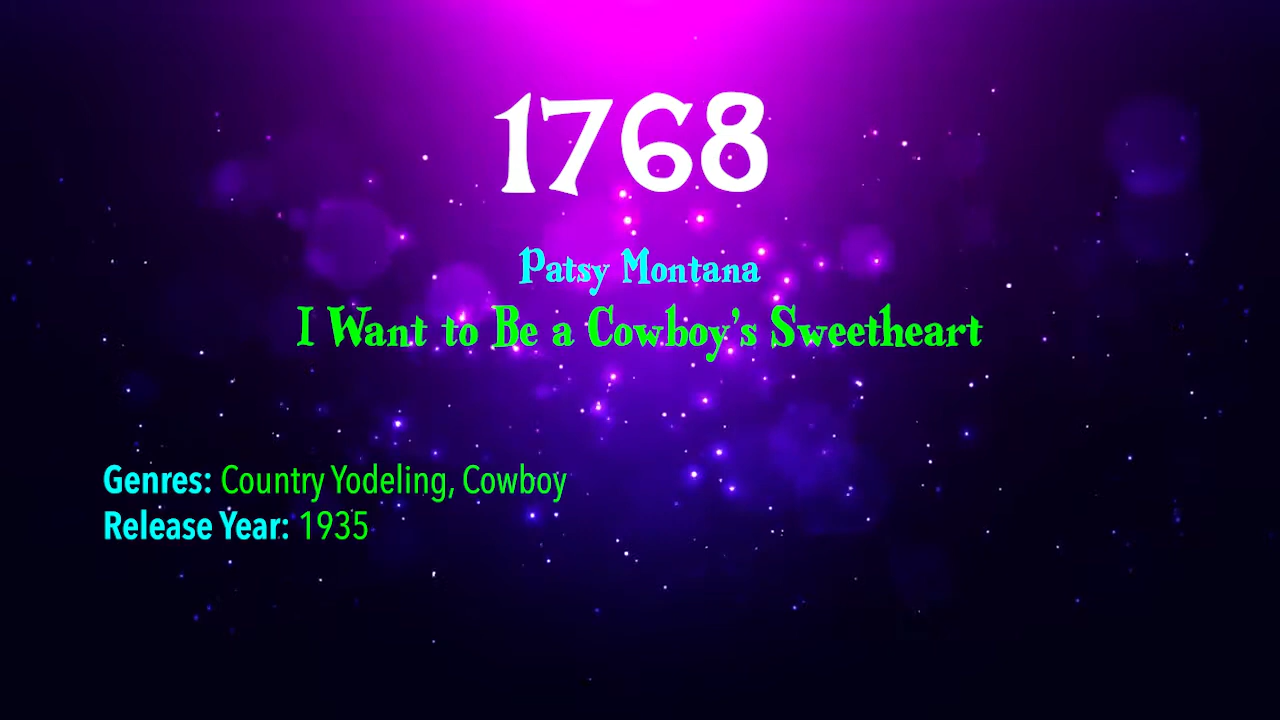 1768
Patsy Montana
I Want to Be a Cowboy's Sweetheart
Genres: Country Yodeling, Cowboy
Release Year: 1935